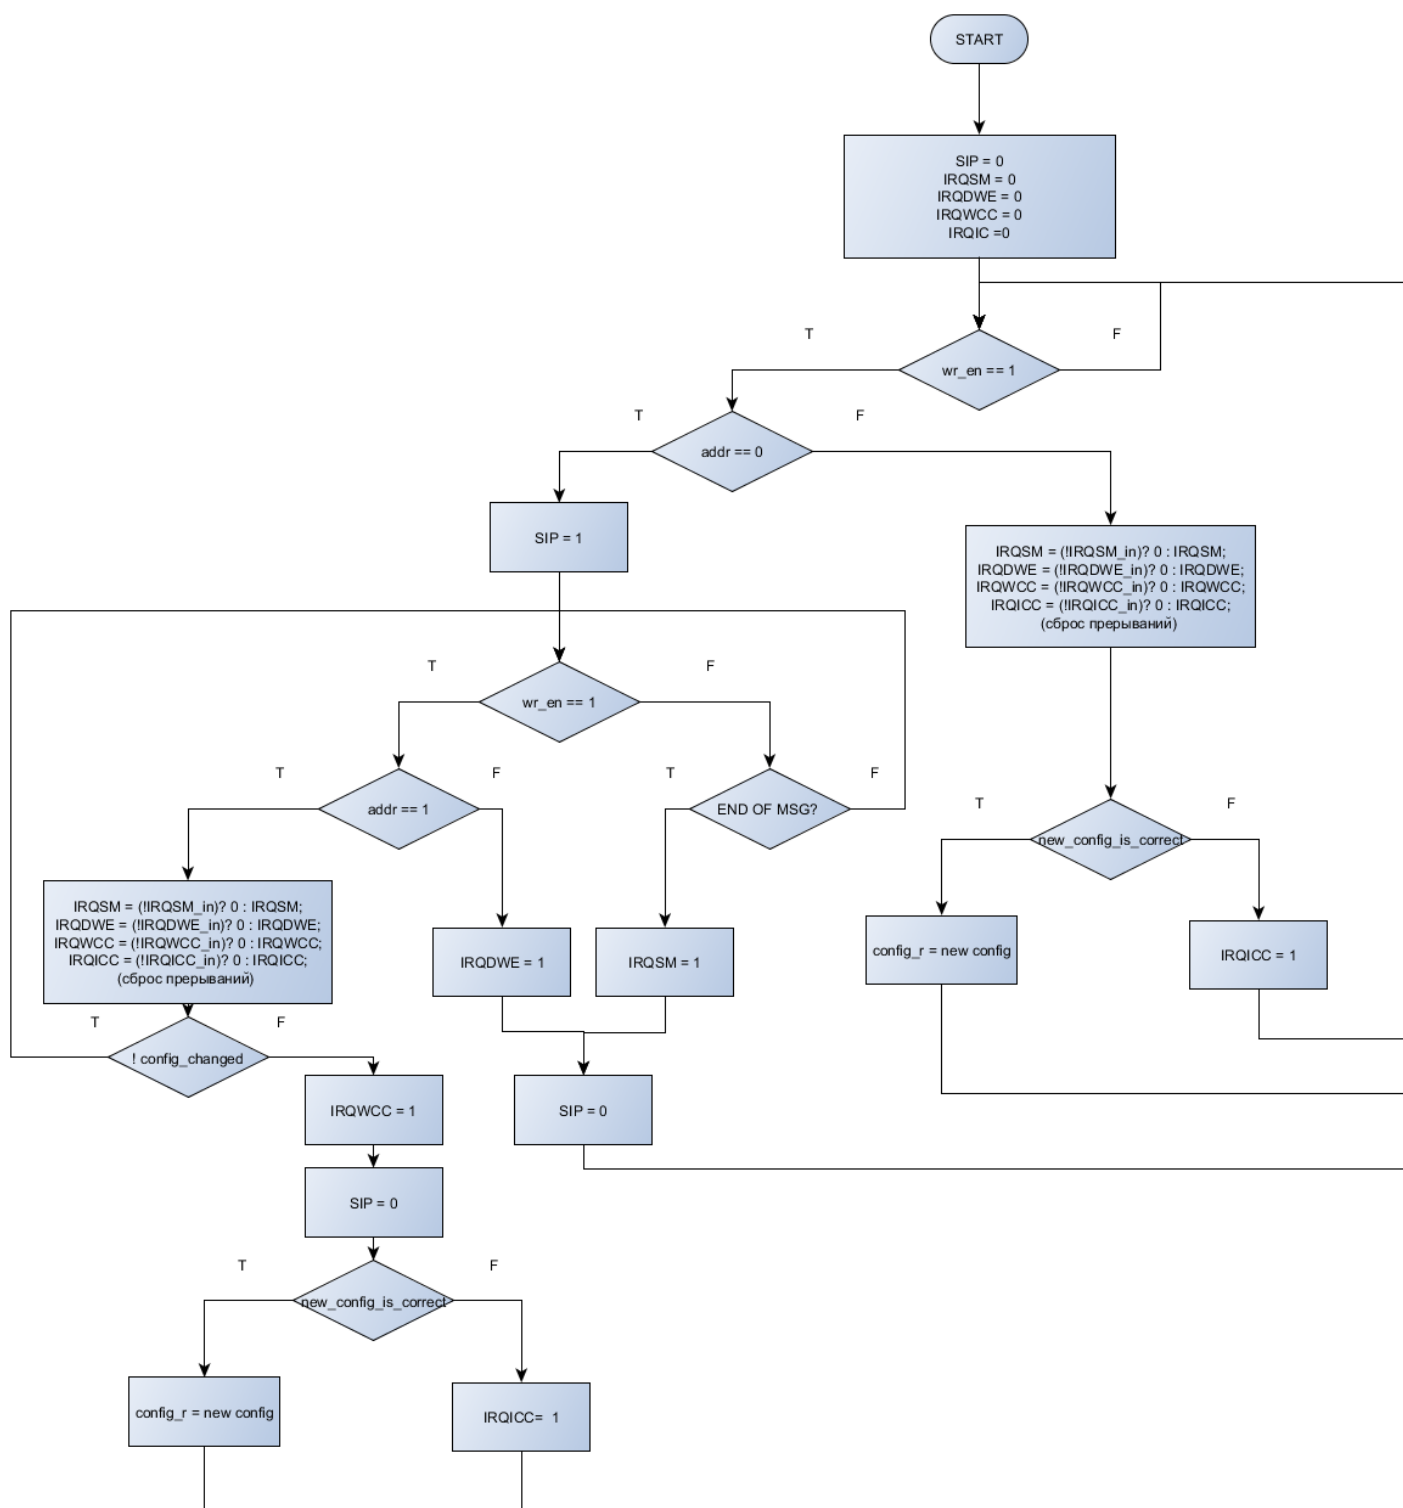 START
SIP = 0
IRQSM = 0
IRQDWE = 0
IRQWCC = 0
IRQIC =0
T
F
wr_en == 1
T
F
addr == 0
SIP = 1
IRQSM = (!IRQSM_in)? 0 : IRQSM;
IRQDWE = (!IRQDWE_in)? 0 : IRQDWE;
IRQWCC = (!IRQWCC_in)? 0 : IRQWCC;
IRQICC = (!IRQICC_in)? 0 : IRQICC;
(сброс прерываний)
T
F
wr_en == 1
T
F
T
F
addr == 1
END OF MSG?
T
F
new_config_is_correct
IRQSM = (!IRQSM_in)? 0 : IRQSM;
IRQDWE = (!IRQDWE_in)? 0 : IRQDWE;
IRQWCC = (!IRQWCC_in)? 0 : IRQWCC;
IRQICC = (!IRQICC_in)? 0 : IRQICC;
(сброс прерываний)
IRQDWE = 1
IRQSM = 1
config_r = new config
IRQICC = 1
T
F
! config_changed
IRQWCC = 1
SIP = 0
SIP = 0
T
F
new_config_is_correct
config_r = new config
IRQICC=  1